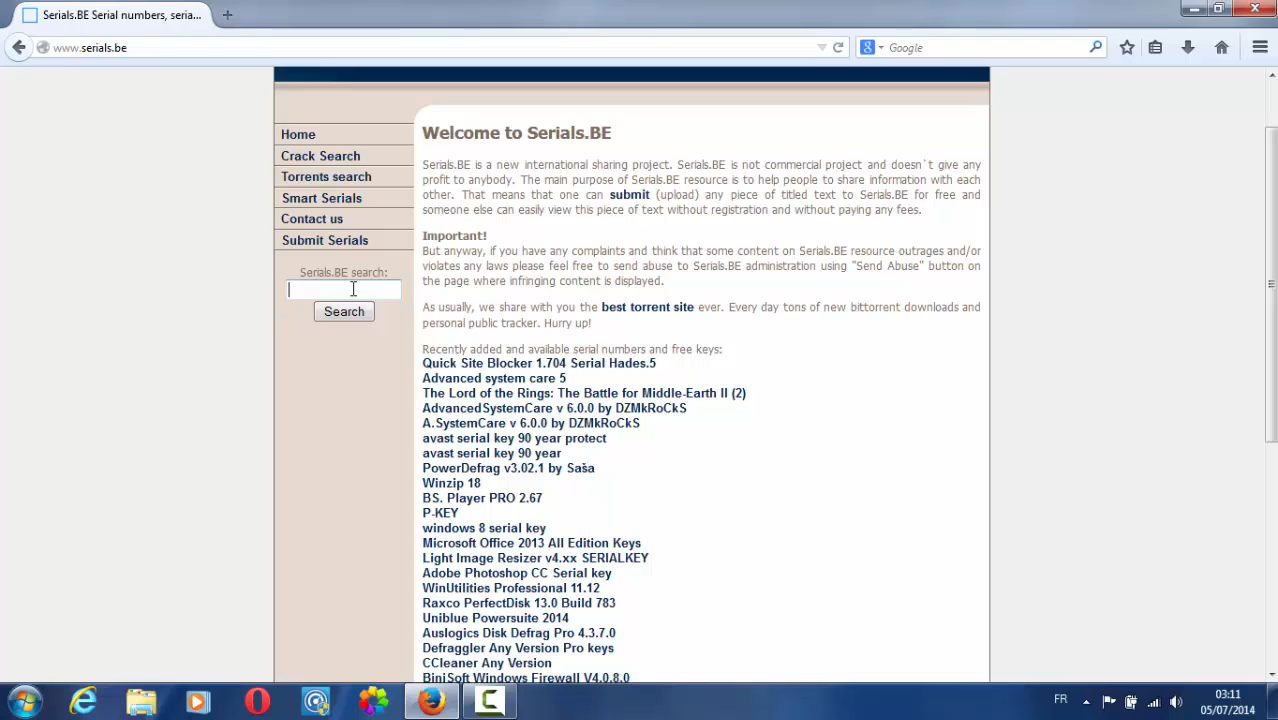 Serials.BE Serial numbers, seria...
www.serials.be
Google
Home
Crack Search
Torrents search
Smart Serials
Contact us
Submit Serials
Serials.BE search:
Search
Welcome to Serials.BE
Serials.BE is a new international sharing project. Serials.BE is not commercial project and doesn`t give any
profit to anybody. The main purpose of Serials.BE resource is to help people to share information with each
other. That means that one can submit (upload) any piece of titled text to Serials.BE for free and
someone else can easily view this piece of text without registration and without paying any fees.
Important!
But anyway, if you have any complaints and think that some content on Serials.BE resource outrages and/or
violates any laws please feel free to send abuse to Serials.BE administration using "Send Abuse" button on
the page where infringing content is displayed.
As usually, we share with you the best torrent site ever. Every day tons of new bittorrent downloads and
personal public tracker. Hurry up!
Recently added and available serial numbers and free keys:
Quick Site Blocker 1.704 Serial Hades.5
Advanced system care 5
The Lord of the Rings: The Battle for Middle-Earth II (2)
AdvancedSystemCare v 6.0.0 by DZMkRoCkS
A.SystemCare v 6.0.0 by DZMkRoCkS
avast serial key 90 year protect
avast serial key 90 year
PowerDefrag v3.02.1 by Saša
Winzip 18
BS. Player PRO 2.67
P-KEY
windows 8 serial key
Microsoft Office 2013 All Edition Keys
Light Image Resizer v4.xx SERIALKEY
Adobe Photoshop CC Serial key
WinUtilities Professional 11.12
Raxco PerfectDisk 13.0 Build 783
Uniblue Powersuite 2014
Auslogics Disk Defrag Pro 4.3.7.0
Defraggler Any Version Pro keys
CCleaner Any Version
BiniSoft Windows Firewall V4.0.8.0
FR
03:11
05/07/2014